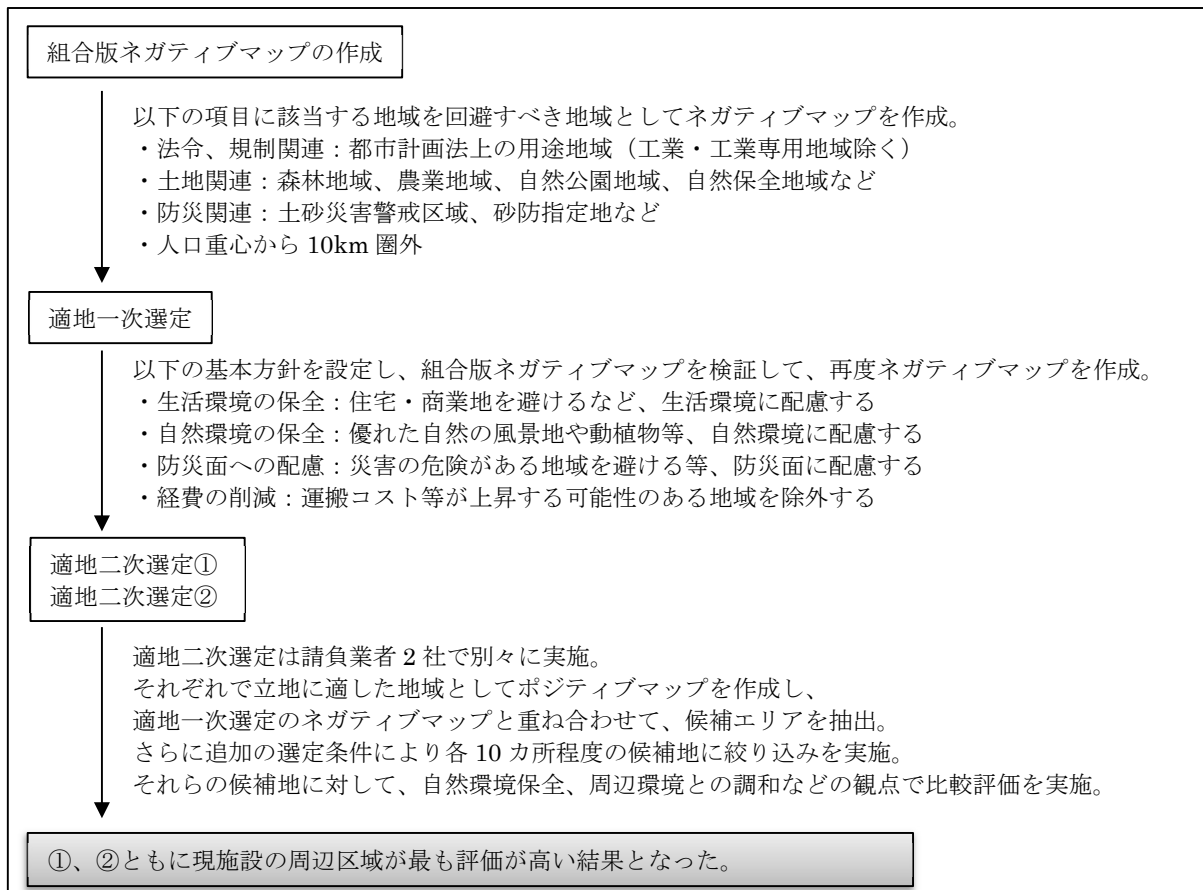 組合版ネガティブマップの作成
以下の項目に該当する地域を回避すべき地域としてネガティブマップを作成。
・法令、規制関連：都市計画法上の用途地域（工業・工業専用地域除く）
・土地関連：森林地域、農業地域、自然公園地域、自然保全地域など
・防災関連：土砂災害警戒区域、砂防指定地など
・人口重心から 10km 圏外
適地一次選定
以下の基本方針を設定し、組合版ネガティブマップを検証して、再度ネガティブマップを作成。
・生活環境の保全：住宅・商業地を避けるなど、生活環境に配慮する
・自然環境の保全：優れた自然の風景地や動植物等、自然環境に配慮する
・防災面への配慮：災害の危険がある地域を避ける等、防災面に配慮する
・経費の削減：運搬コスト等が上昇する可能性のある地域を除外する
適地二次選定①
適地二次選定②
適地二次選定は請負業者 2 社で別々に実施。
それぞれで立地に適した地域としてポジティブマップを作成し、
適地一次選定のネガティブマップと重ね合わせて、候補エリアを抽出。
さらに追加の選定条件により各 10 カ所程度の候補地に絞り込みを実施。
それらの候補地に対して、自然環境保全、周辺環境との調和などの観点で比較評価を実施。
①、②ともに現施設の周辺区域が最も評価が高い結果となった。